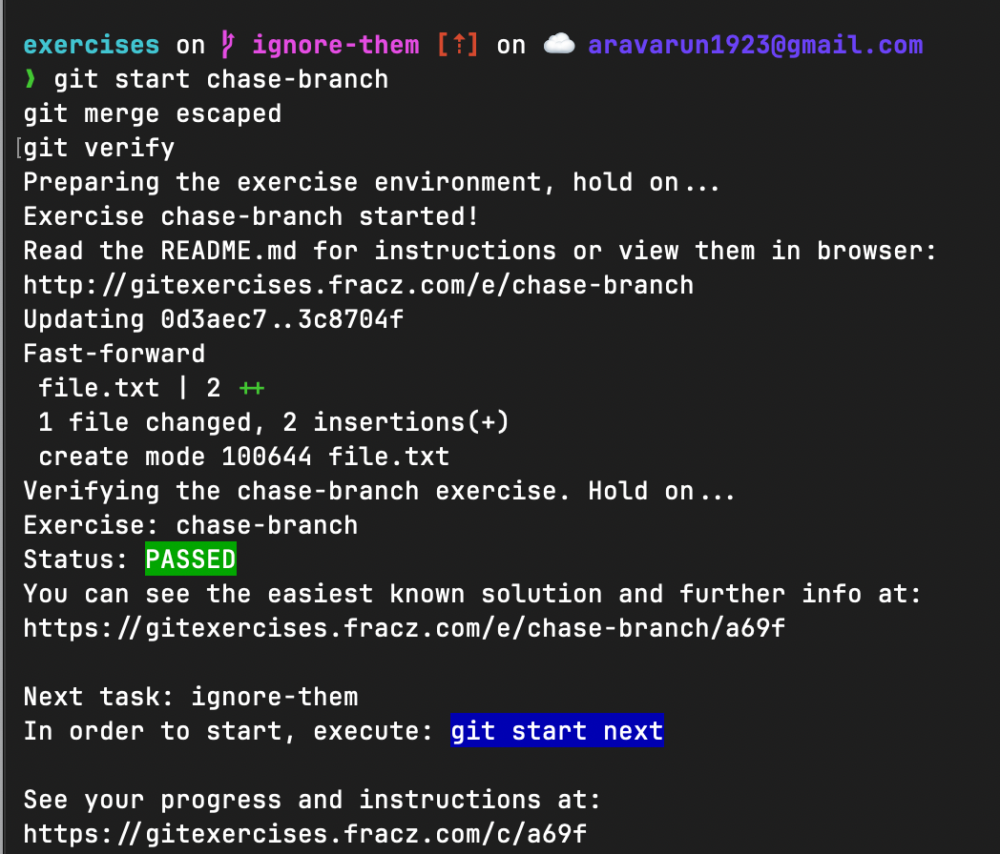 exercises on ignore-them [⇡] on ☁️ aravarun1923@gmail.com
❱ git start chase-branch
git merge escaped
[git verify
Preparing the exercise environment, hold on...
Exercise chase-branch started!
Read the README.md for instructions or view them in browser:
http://gitexercises.fracz.com/e/chase-branch
Updating 0d3aec7..3c8704f
Fast-forward
 file.txt | 2 ++
 1 file changed, 2 insertions(+)
 create mode 100644 file.txt
Verifying the chase-branch exercise. Hold on...
Exercise: chase-branch
Status: PASSED
You can see the easiest known solution and further info at:
https://gitexercises.fracz.com/e/chase-branch/a69f

Next task: ignore-them
In order to start, execute: git start next

See your progress and instructions at:
https://gitexercises.fracz.com/c/a69f